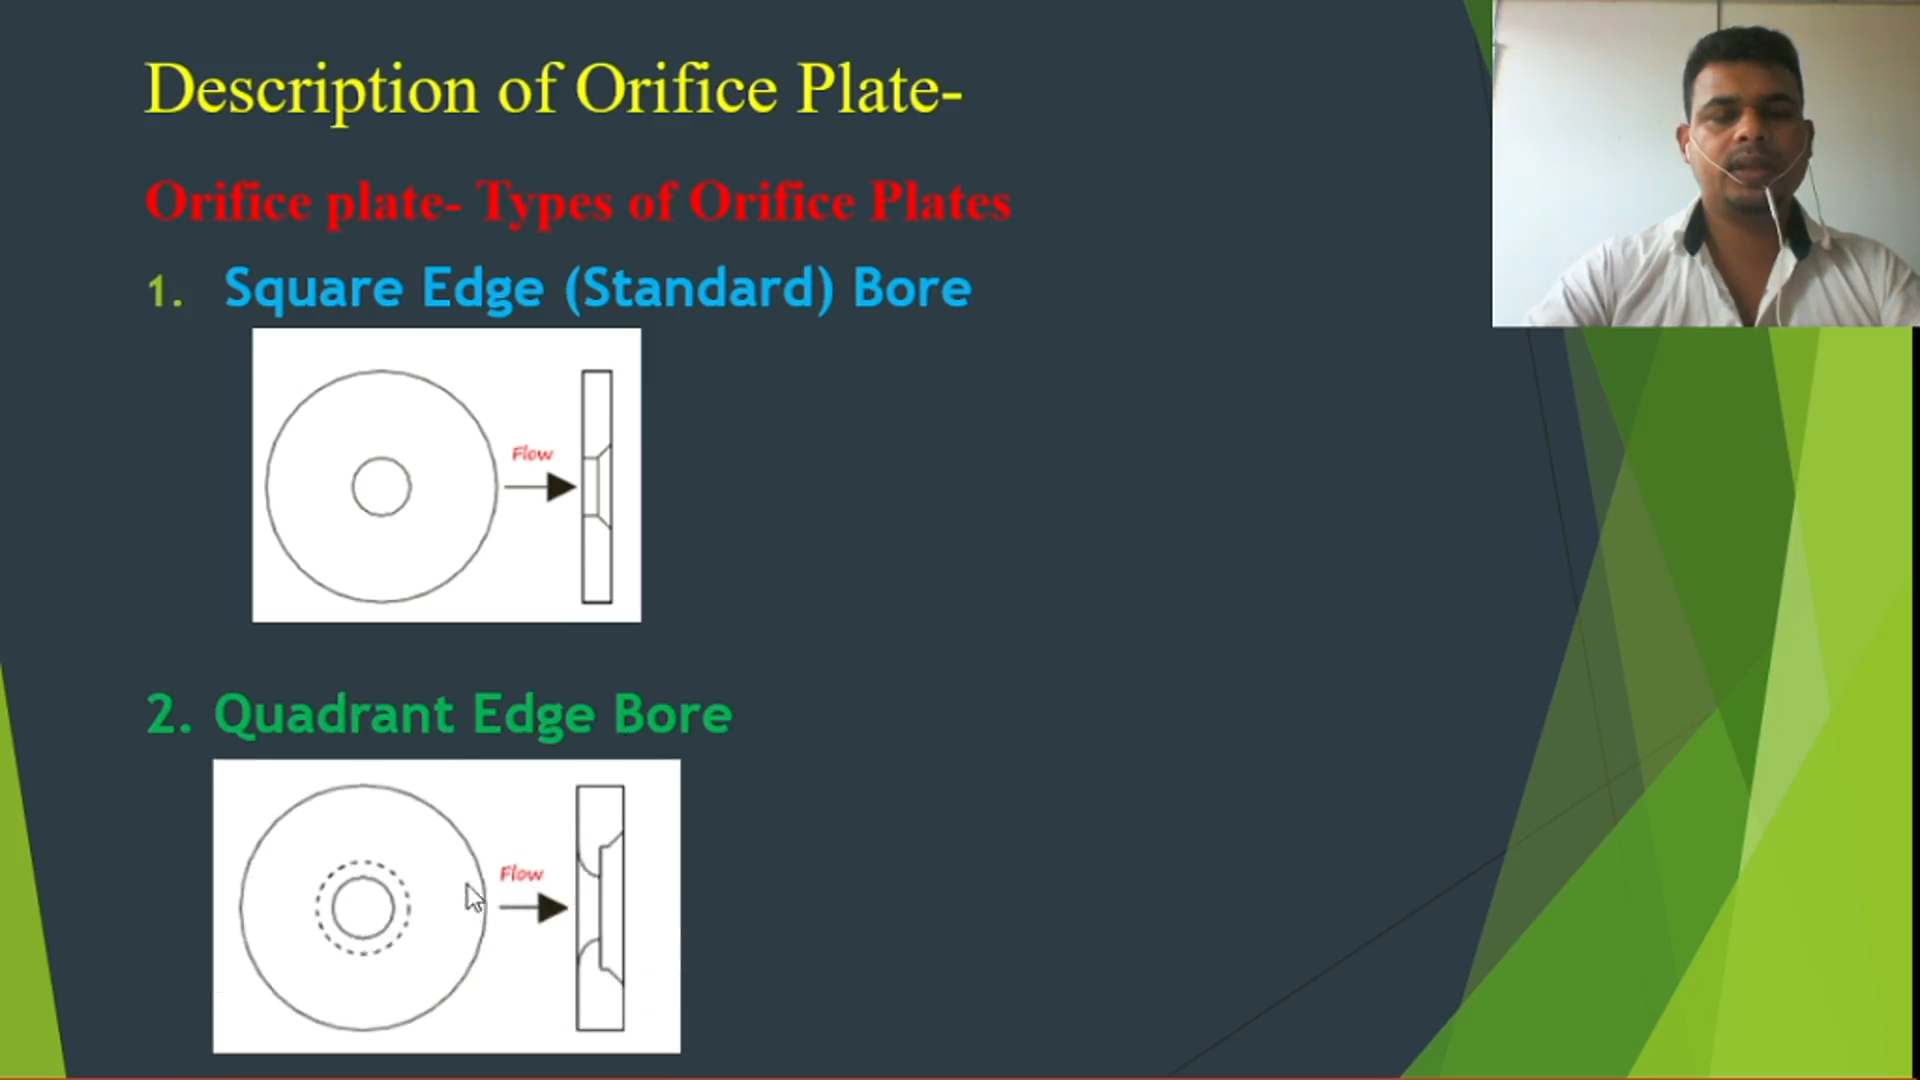 Description of Orifice Plate-
Orifice plate- Types of Orifice Plates
1. Square Edge (Standard) Bore
Flow
2. Quadrant Edge Bore
Flow